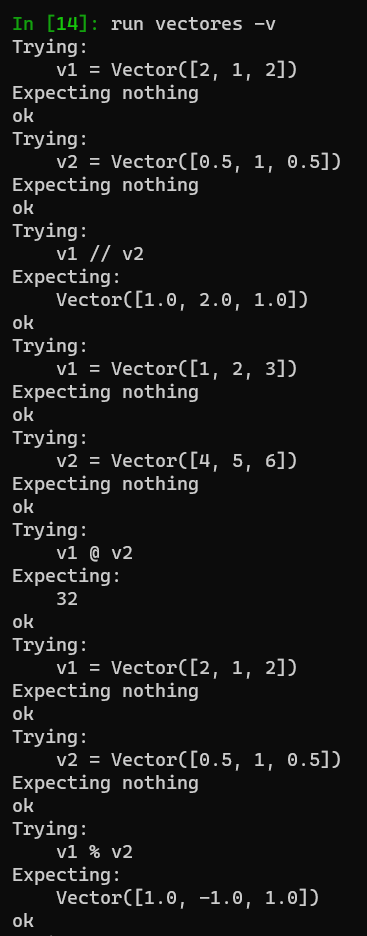 In [14]: run vectores -v
Trying:
    v1 = Vector([2, 1, 2])
Expecting nothing
ok
Trying:
    v2 = Vector([0.5, 1, 0.5])
Expecting nothing
ok
Trying:
    v1 // v2
Expecting:
    Vector([1.0, 2.0, 1.0])
ok
Trying:
    v1 = Vector([1, 2, 3])
Expecting nothing
ok
Trying:
    v2 = Vector([4, 5, 6])
Expecting nothing
ok
Trying:
    v1 @ v2
Expecting:
    32
ok
Trying:
    v1 = Vector([2, 1, 2])
Expecting nothing
ok
Trying:
    v2 = Vector([0.5, 1, 0.5])
Expecting nothing
ok
Trying:
    v1 % v2
Expecting:
    Vector([1.0, -1.0, 1.0])
ok